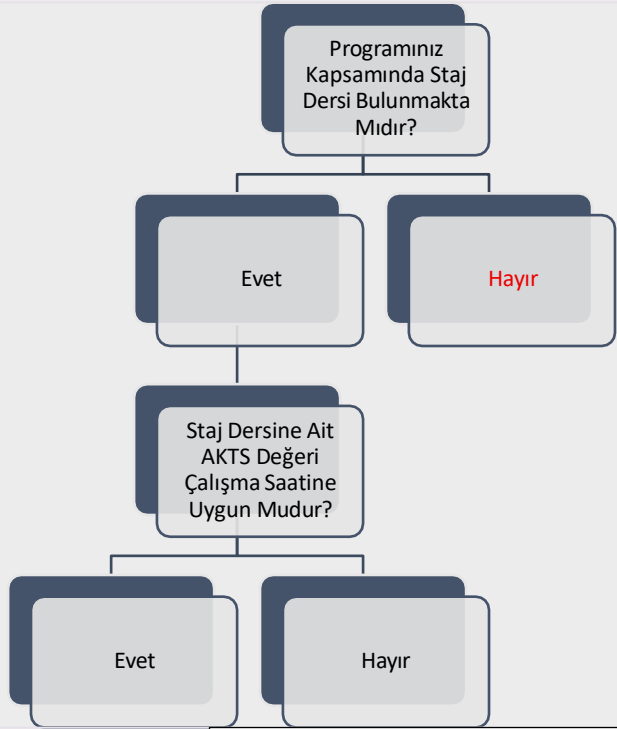 Programınız
Kapsamında Staj
Dersi Bulunmakta
Mıdır?
Evet
Hayır
Staj Dersine Ait
AKTS Değeri
Çalışma Saatine
Uygun Mudur?
Evet
Hayır